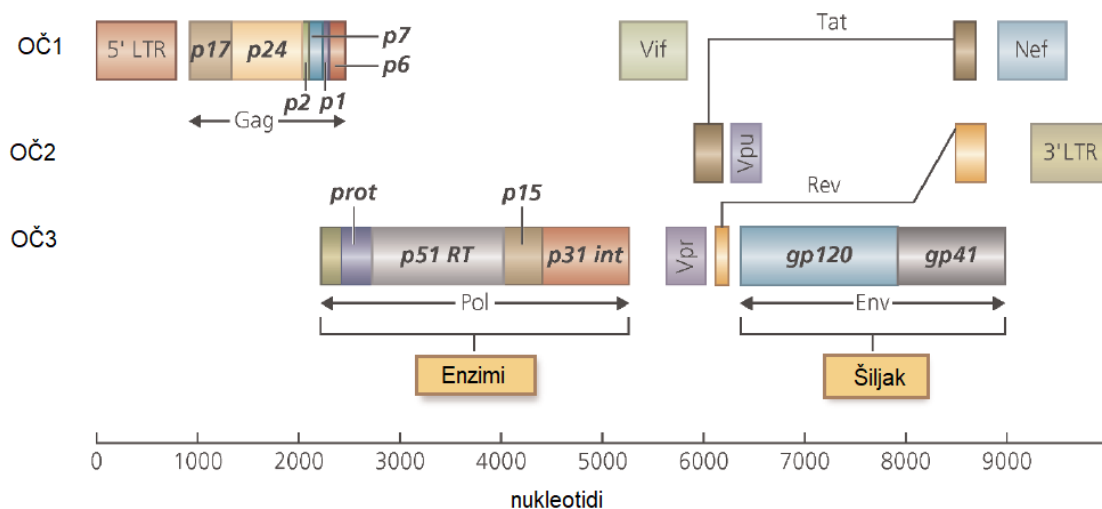 OČ1
5' LTR
p17
p24
p7
p6
p2
p1
Gag
Vif
Tat
Nef
OČ2
Vpu
3'LTR
Rev
OČ3
prot
p15
p51 RT
p31 int
Vpr
gp120
gp41
Pol
Env
Enzimi
Šiljak
0 1000 2000 3000 4000 5000 6000 7000 8000 9000
nukleotidi